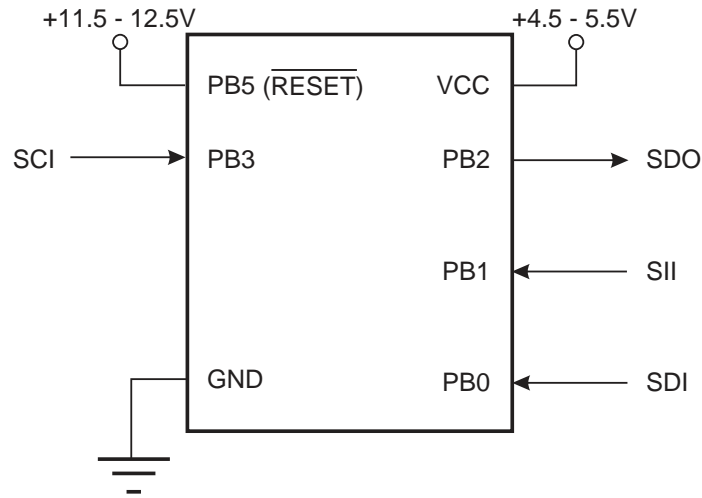 +11.5 - 12.5V
+4.5 - 5.5V
PB5 (RESET)
VCC
SCI
PB3
PB2
SDO
PB1
SII
GND
PB0
SDI